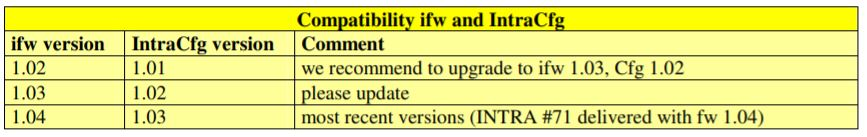 Compatibility ifw and IntraCfg
ifw version IntraCfg version Comment
1.02 1.01 we recommend to upgrade to ifw 1.03, Cfg 1.02
1.03 1.02 please update
1.04 1.03 most recent versions (INTRA #71 delivered with fw 1.04)